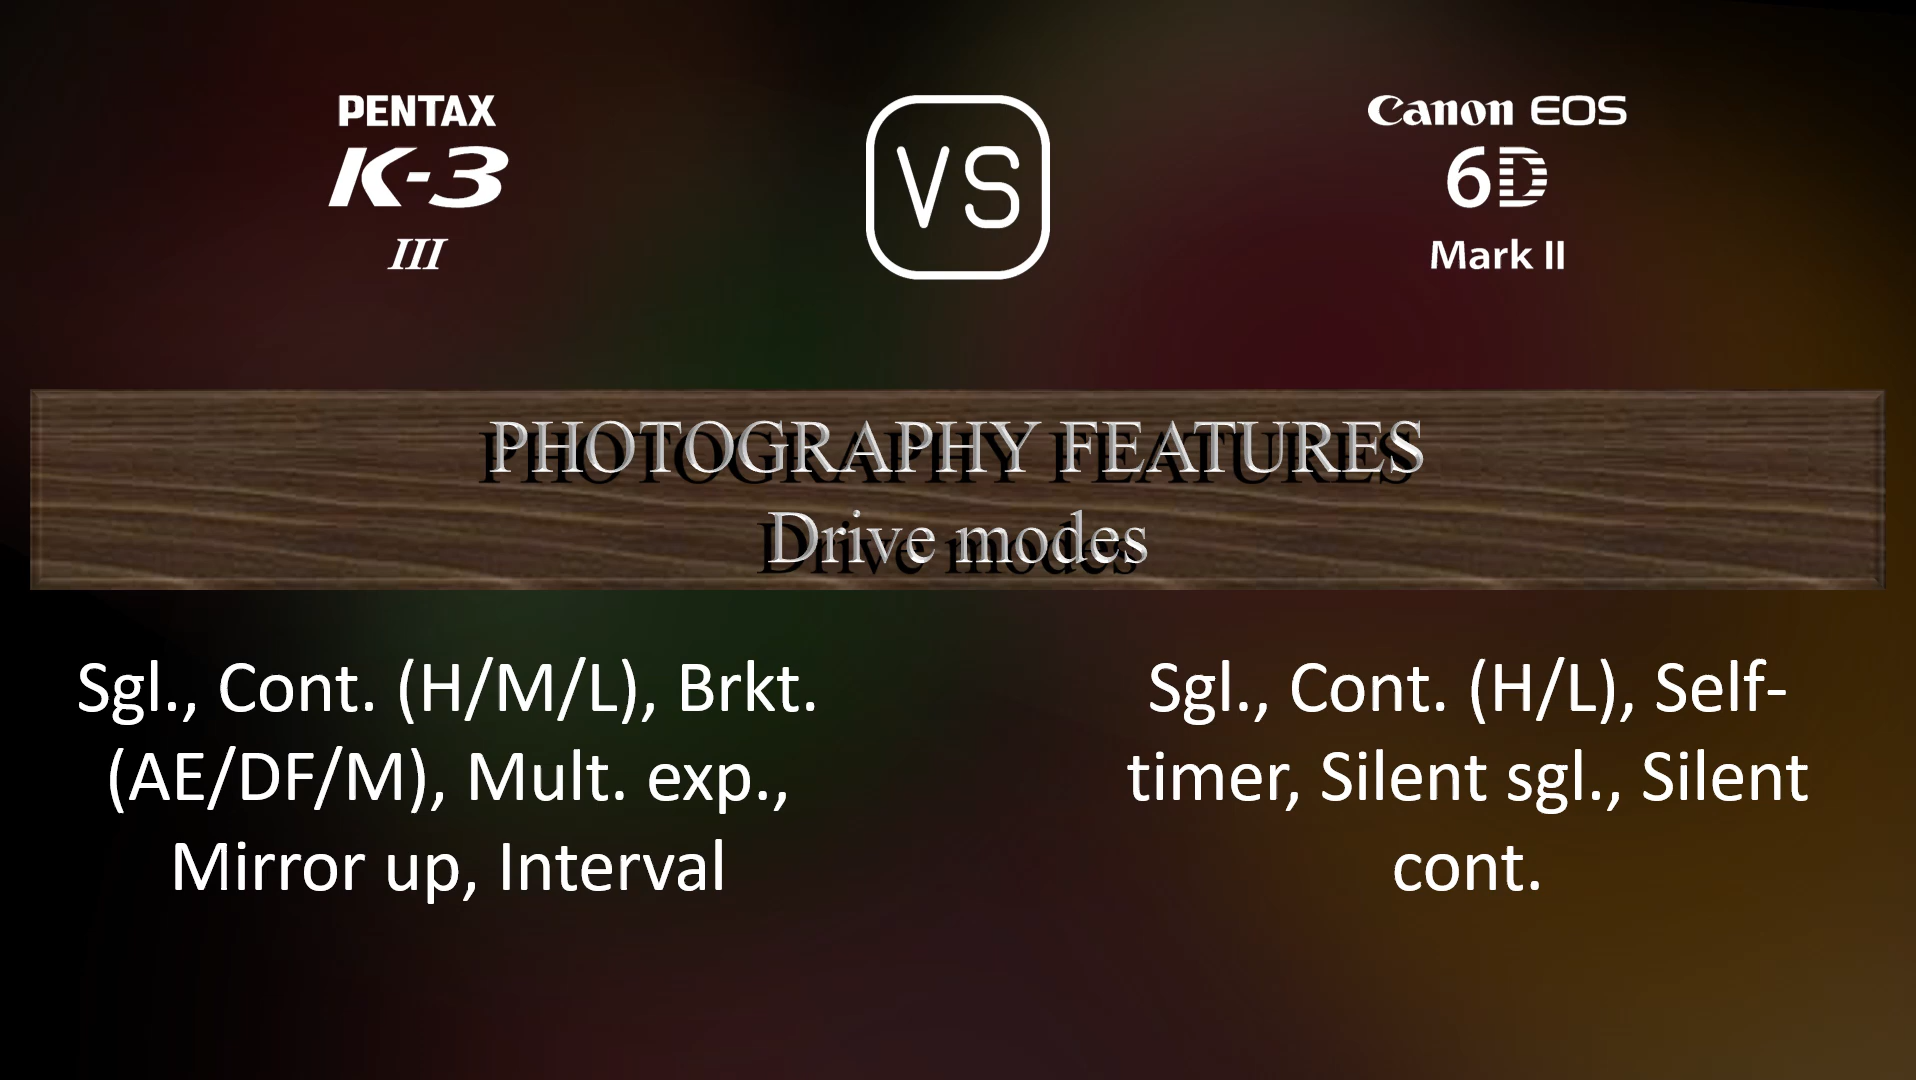 PENTAX
K-3
III
VS
Canon EOS
6D
Mark II
PHOTOGRAPHY FEATURES
Drive modes
Sgl., Cont. (H/M/L), Brkt.
(AE/DF/M), Mult. exp.,
Mirror up, Interval
Sgl., Cont. (H/L), Self-
timer, Silent sgl., Silent
cont.